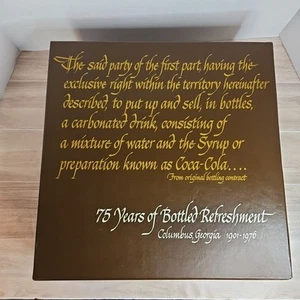 The said party of the first part, having the
exclusive right within the territory hereinafter
described, to put up and sell, in bottles,
a carbonated drink, consisting of
a mixture of water and the Syrup or
preparation known as Coca-Cola....
From original bottling contract
75 Years of Bottled Refreshment
Columbus, Georgia 1901-1976